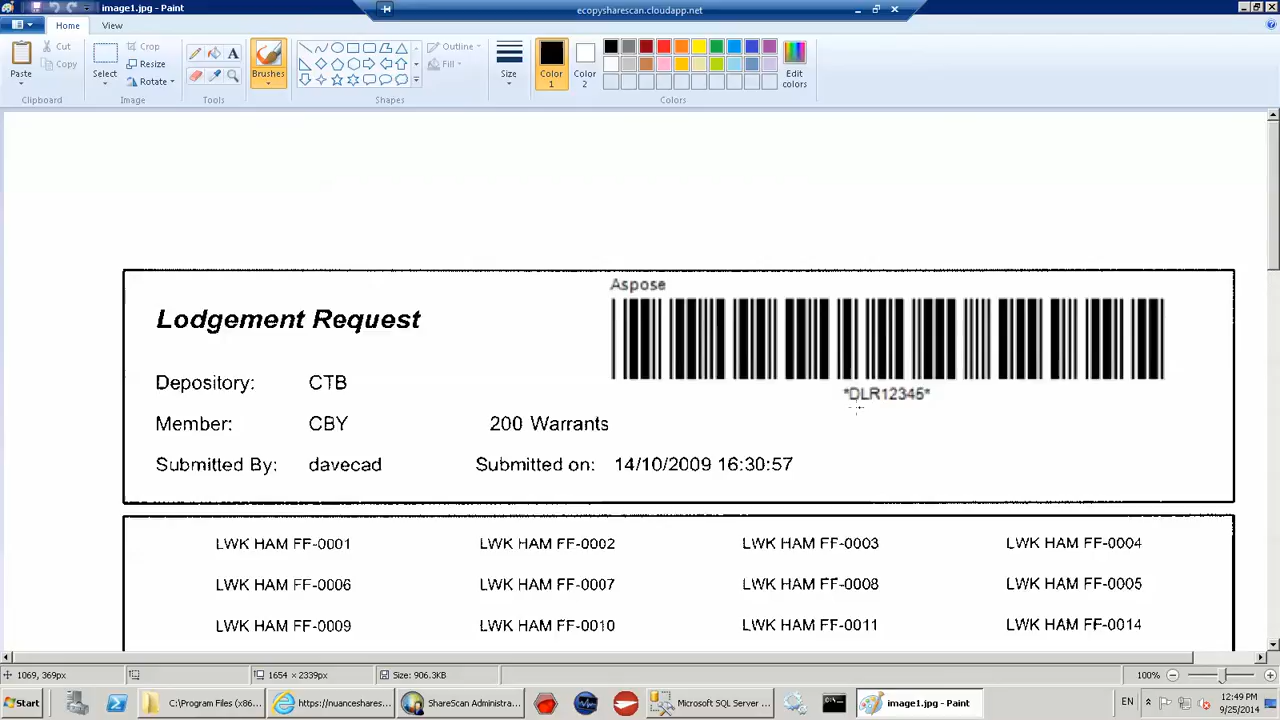 image1.jpg - Paint
ecopysharescan.cloudapp.net
Home View
Paste
Cut
Copy
Clipboard
Select
Crop
Resize
Rotate
Image
Tools
Brushes
Outline
Fill
Shapes
Size
Color 1
Color 2
Edit colors
Colors
Aspose
Lodgement Request
*DLR12345*
Depository: CTB
Member: CBY 200 Warrants
Submitted By: davecad Submitted on: 14/10/2009 16:30:57
LWK HAM FF-0001 LWK HAM FF-0002 LWK HAM FF-0003 LWK HAM FF-0004
LWK HAM FF-0006 LWK HAM FF-0007 LWK HAM FF-0008 LWK HAM FF-0005
LWK HAM FF-0009 LWK HAM FF-0010 LWK HAM FF-0011 LWK HAM FF-0014
1069, 369px 1654 × 2339px Size: 906.3KB 100%
Start C:\Program Files (x86... https://nuanceshares... ShareScan Administra... Microsoft SQL Server ... image1.jpg - Paint EN 12:49 PM
9/25/2014